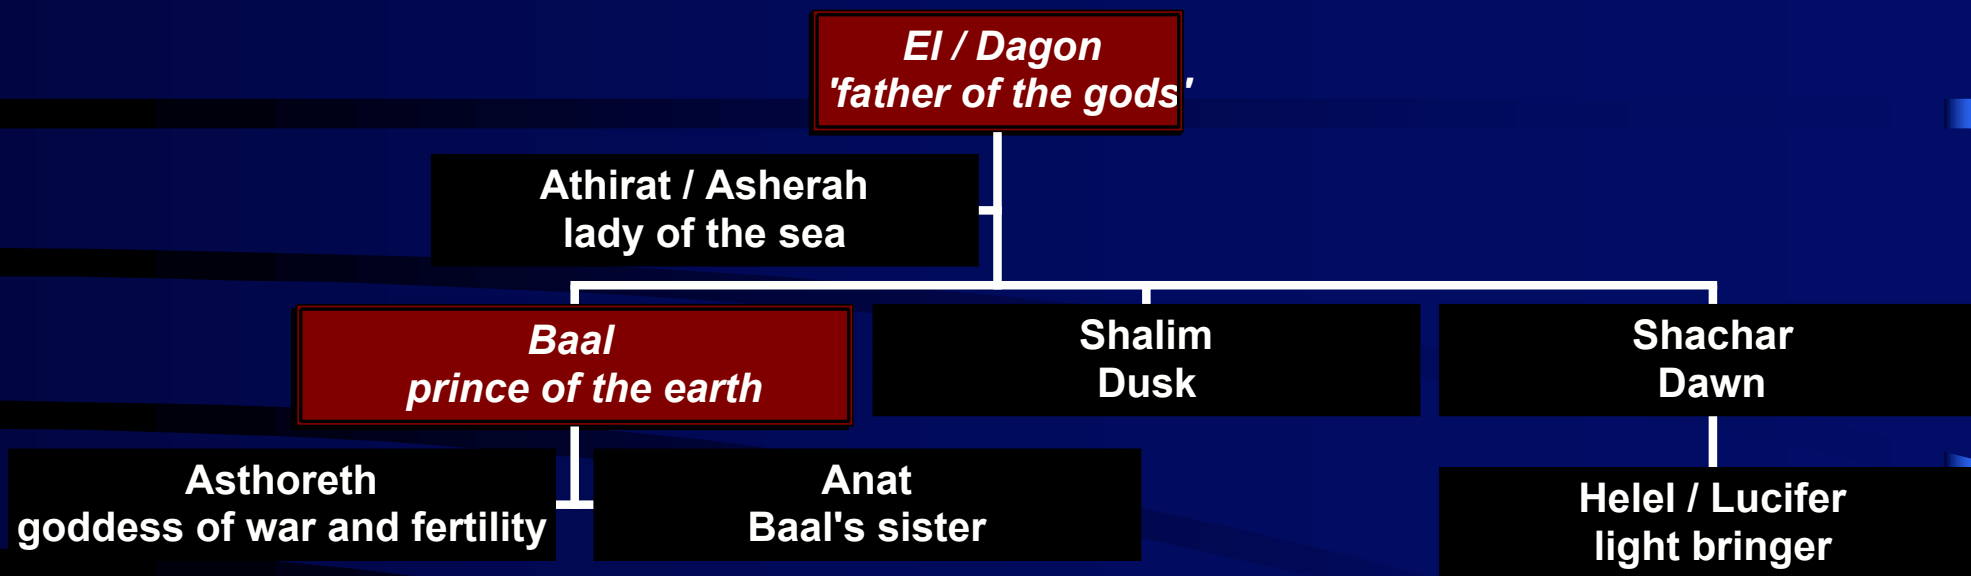 El / Dagon
'father of the gods'
Athirat / Asherah
lady of the sea
Baal
prince of the earth
Shalim
Dusk
Shachar
Dawn
Asthoreth
goddess of war and fertility
Anat
Baal's sister
Helel / Lucifer
light bringer